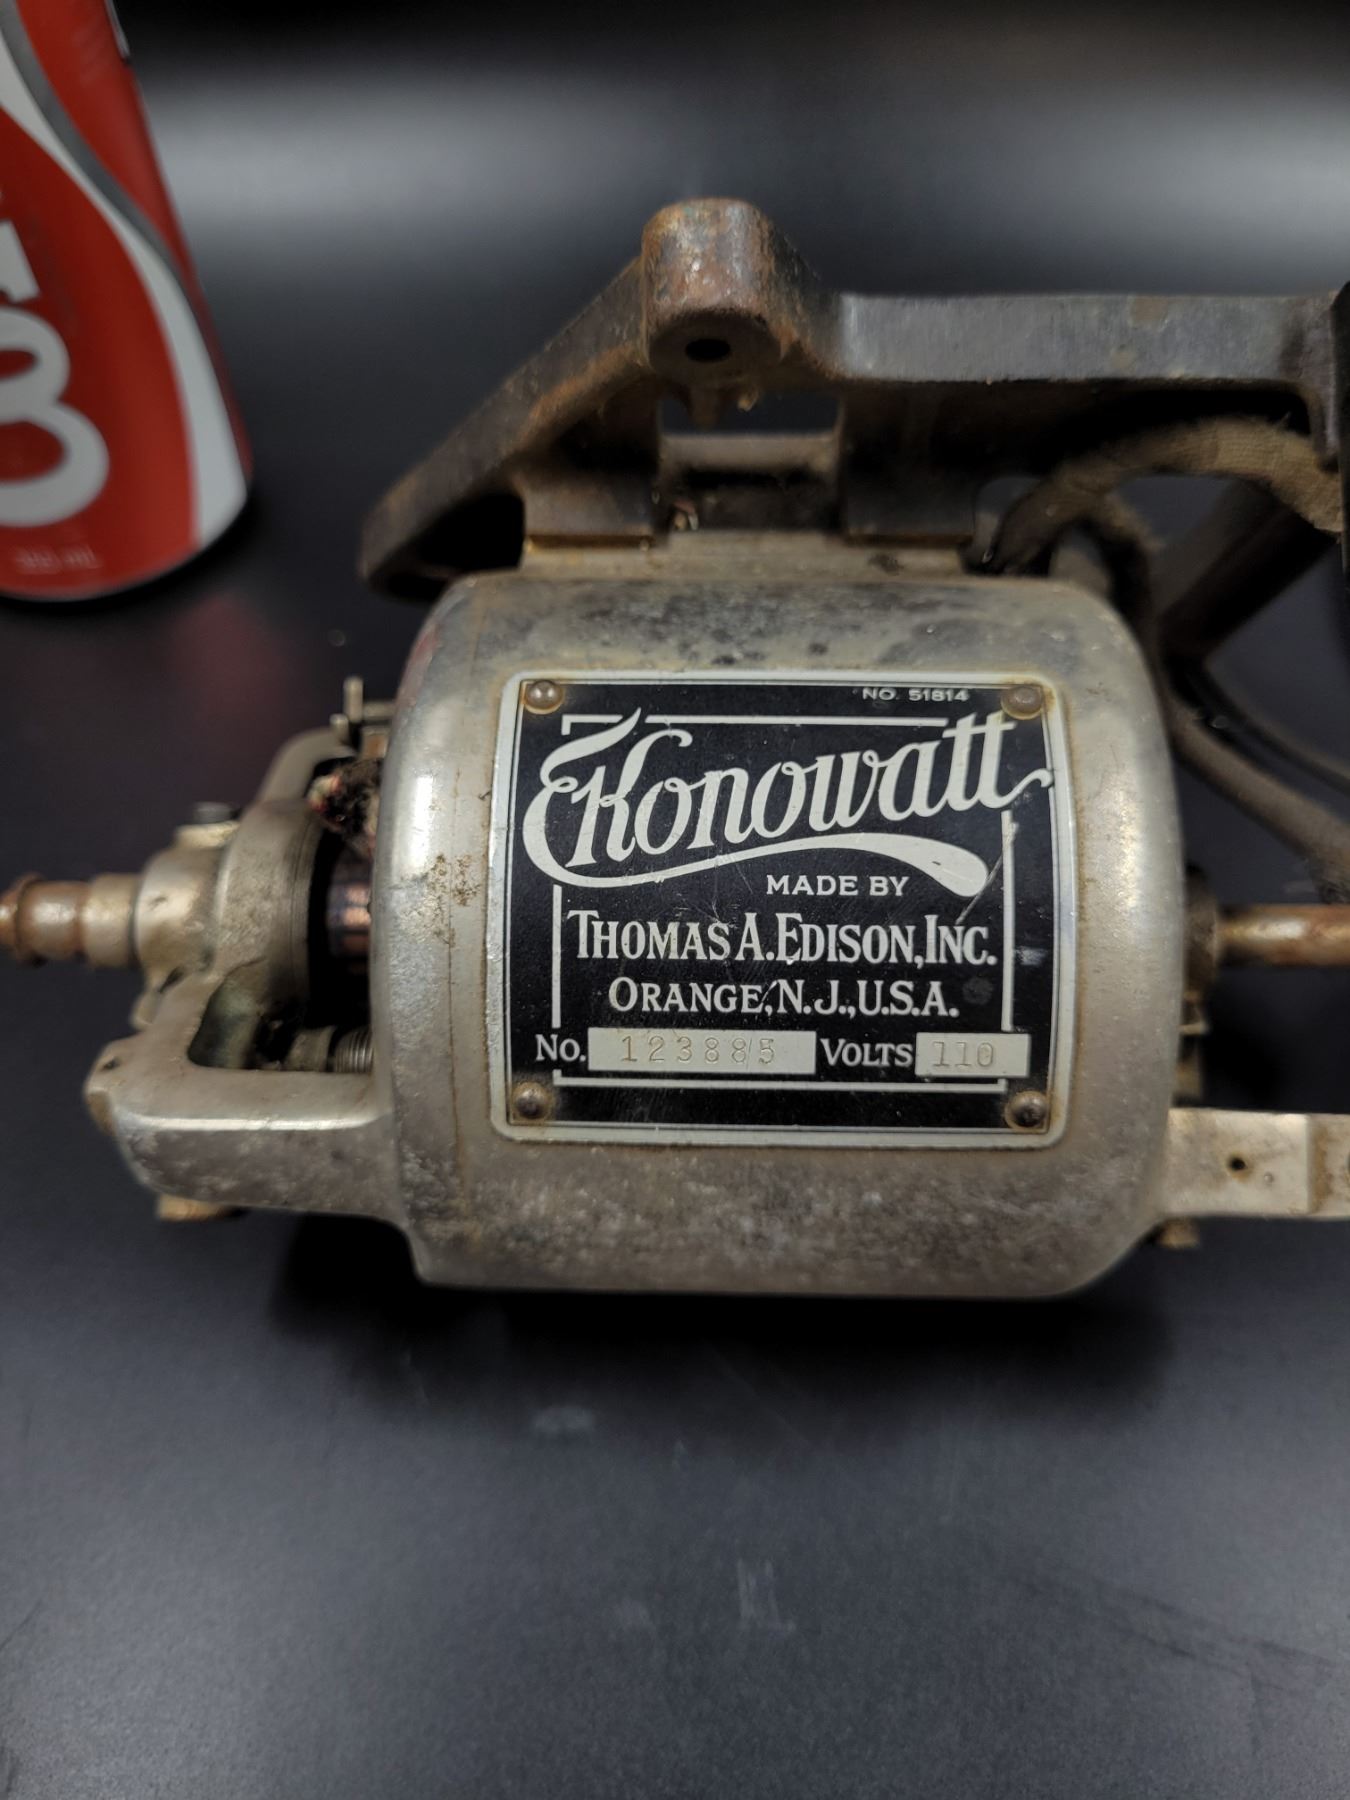 NO. 51814
Ekonowatt
MADE BY
THOMAS A. EDISON, INC.
ORANGE, N.J., U.S.A.
NO. 123885 VOLTS 110